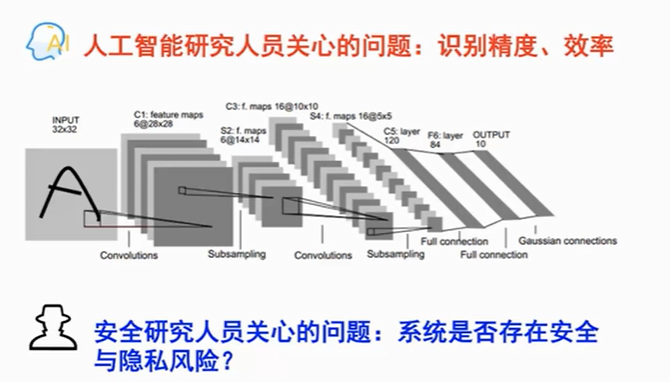 AI
人工智能研究人员关心的问题：识别精度、效率
INPUT
32x32
C1: feature maps
6@28x28
S2: f. maps
6@14x14
C3: f. maps 16@10x10
S4: f. maps 16@5x5
C5: layer
120
F6: layer
84
OUTPUT
10
A
Convolutions
Subsampling
Convolutions
Subsampling
Full connection
Full connection
Gaussian connections
安全研究人员关心的问题：系统是否存在安全
与隐私风险？